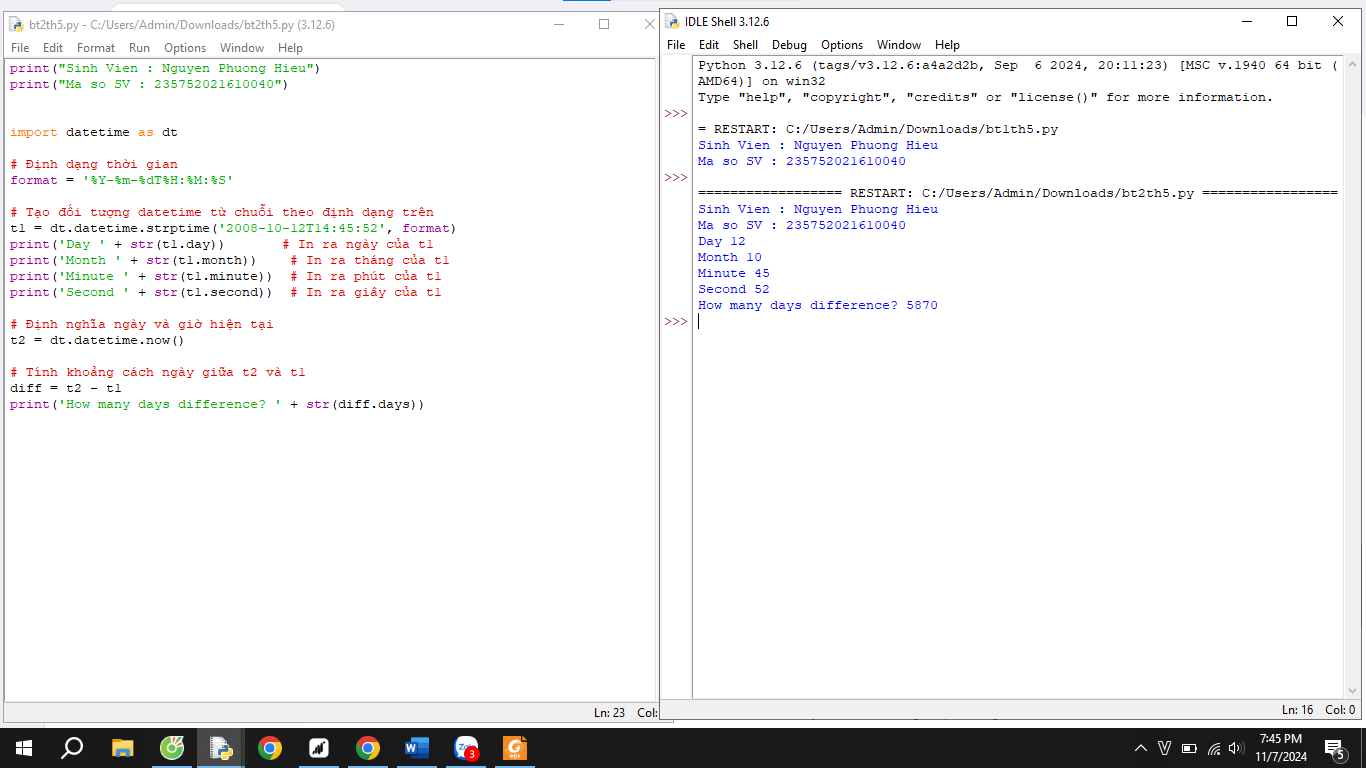 bt2th5.py - C:/Users/Admin/Downloads/bt2th5.py (3.12.6)
File Edit Format Run Options Window Help
print("Sinh Vien : Nguyen Phuong Hieu")
print("Ma so SV : 235752021610040")
import datetime as dt
# Định dạng thời gian
format = '%Y-%m-%dT%H:%M:%S'
# Tạo đối tượng datetime từ chuỗi theo định dạng trên
t1 = dt.datetime.strptime('2008-10-12T14:45:52', format)
print('Day ' + str(t1.day))       # In ra ngày của t1
print('Month ' + str(t1.month))    # In ra tháng của t1
print('Minute ' + str(t1.minute))  # In ra phút của t1
print('Second ' + str(t1.second))  # In ra giây của t1
# Định nghĩa ngày và giờ hiện tại
t2 = dt.datetime.now()
# Tính khoảng cách ngày giữa t2 và t1
diff = t2 - t1
print('How many days difference? ' + str(diff.days))
Ln: 23 Col:
IDLE Shell 3.12.6
File Edit Shell Debug Options Window Help
Python 3.12.6 (tags/v3.12.6:a4a2d2b, Sep  6 2024, 20:11:23) [MSC v.1940 64 bit (
AMD64)] on win32
Type "help", "copyright", "credits" or "license()" for more information.
>>>
= RESTART: C:/Users/Admin/Downloads/bt1th5.py
Sinh Vien : Nguyen Phuong Hieu
Ma so SV : 235752021610040
>>>
================== RESTART: C:/Users/Admin/Downloads/bt2th5.py =================
Sinh Vien : Nguyen Phuong Hieu
Ma so SV : 235752021610040
Day 12
Month 10
Minute 45
Second 52
How many days difference? 5870
>>>
Ln: 16 Col: 0
7:45 PM
11/7/2024
3
5